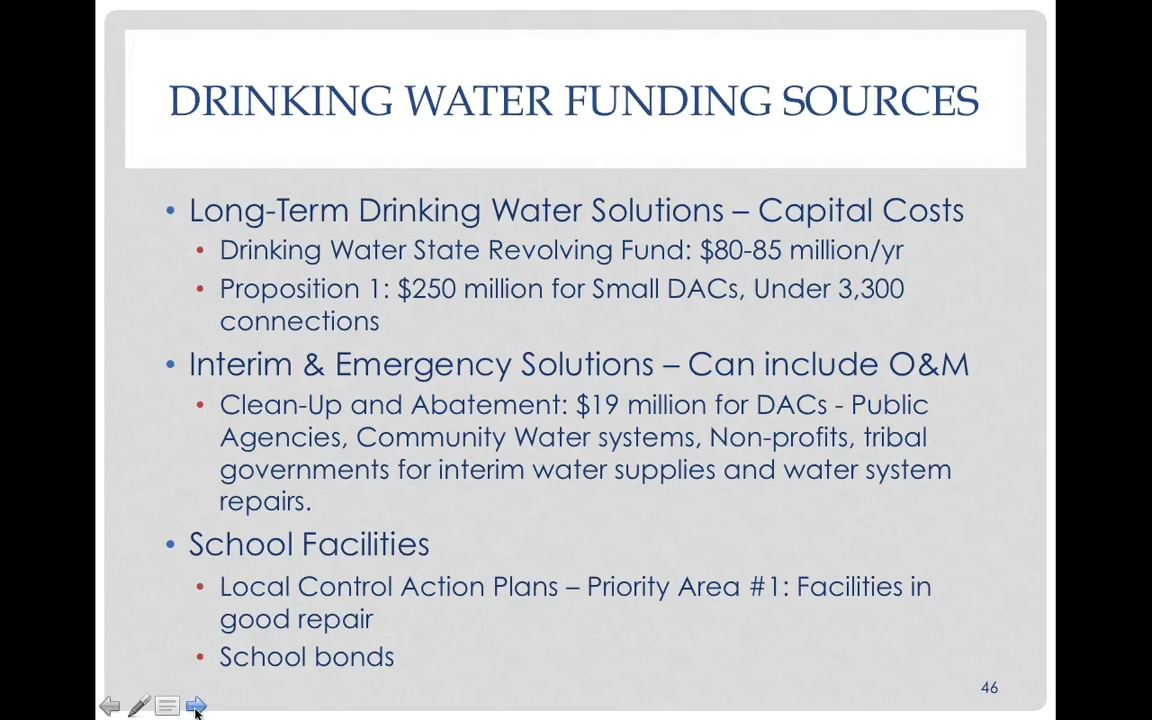 DRINKING WATER FUNDING SOURCES
• Long-Term Drinking Water Solutions – Capital Costs
• Drinking Water State Revolving Fund: $80-85 million/yr
• Proposition 1: $250 million for Small DACs, Under 3,300
connections
• Interim & Emergency Solutions – Can include O&M
• Clean-Up and Abatement: $19 million for DACs - Public
Agencies, Community Water systems, Non-profits, tribal
governments for interim water supplies and water system
repairs.
• School Facilities
• Local Control Action Plans – Priority Area #1: Facilities in
good repair
• School bonds
46